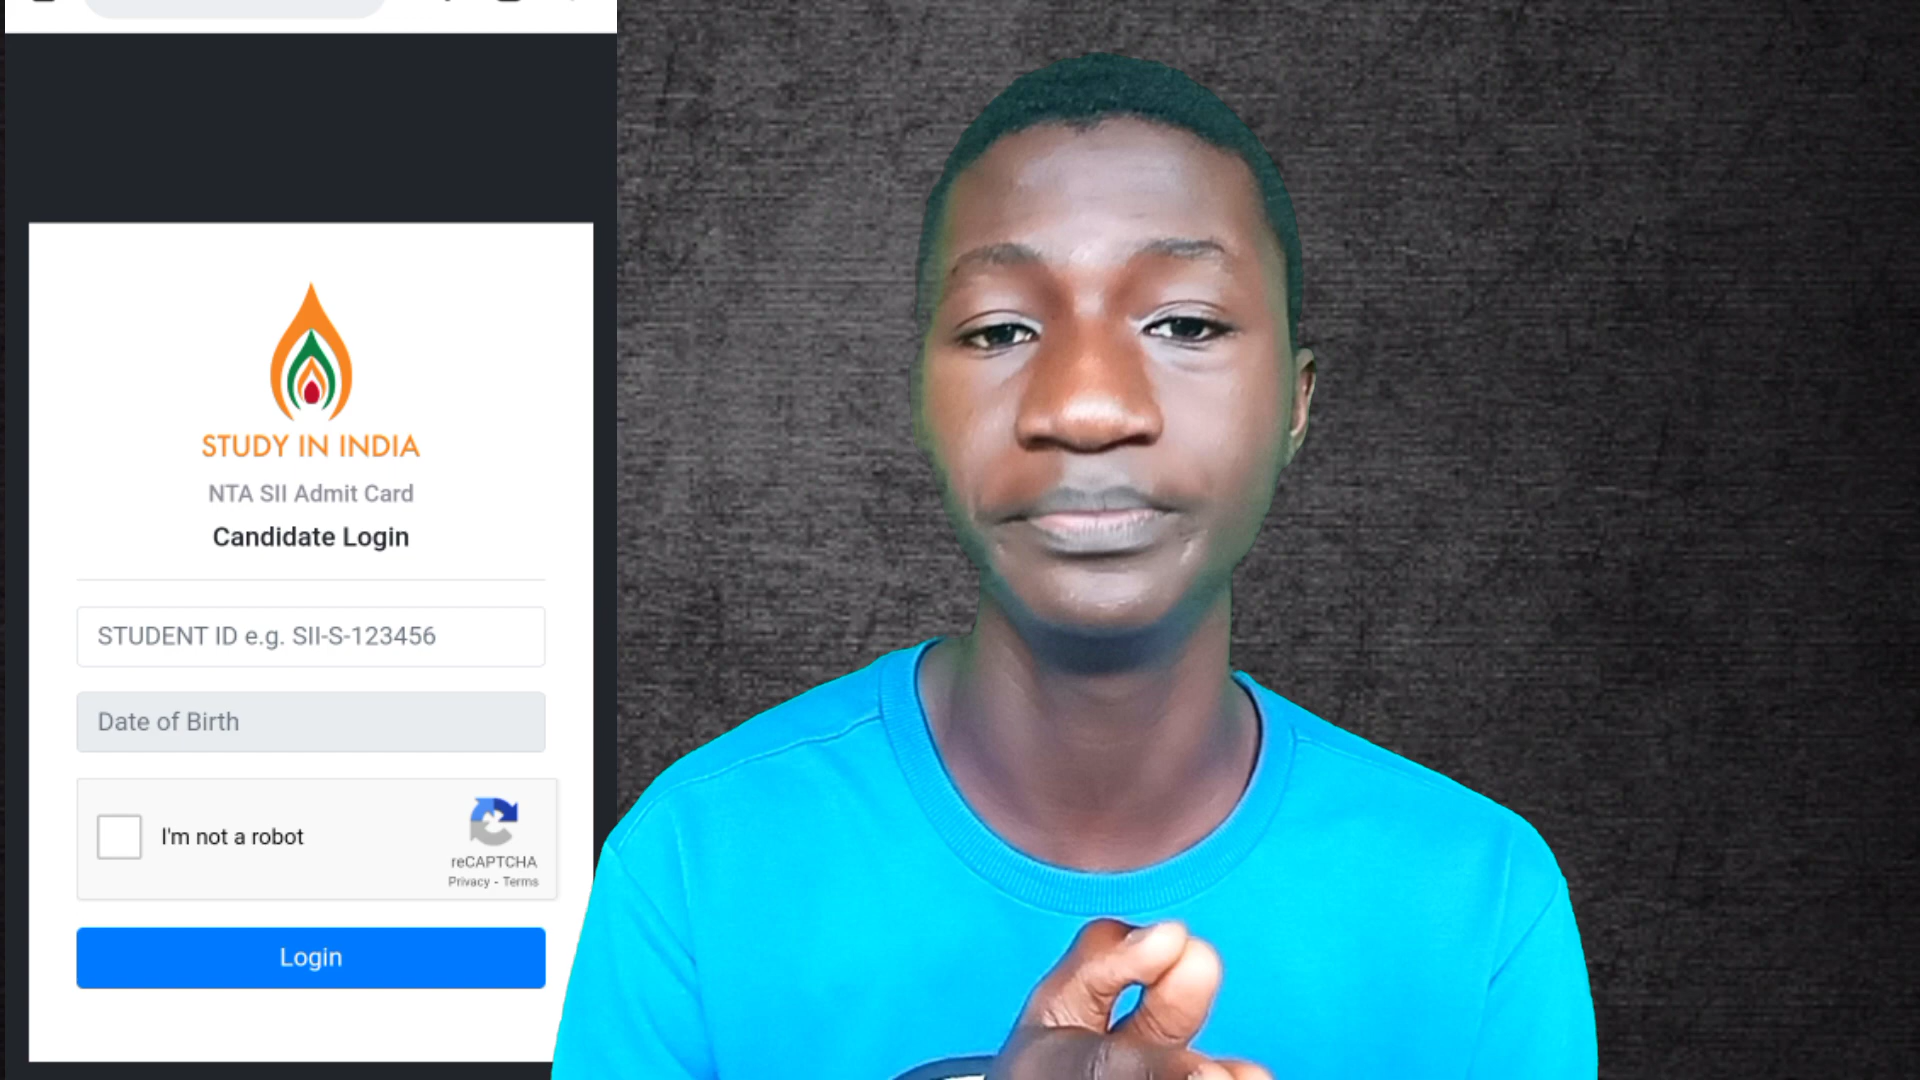 STUDY IN INDIA
NTA SII Admit Card
Candidate Login
STUDENT ID e.g. SII-S-123456
Date of Birth
I'm not a robot
reCAPTCHA
Privacy - Terms
Login